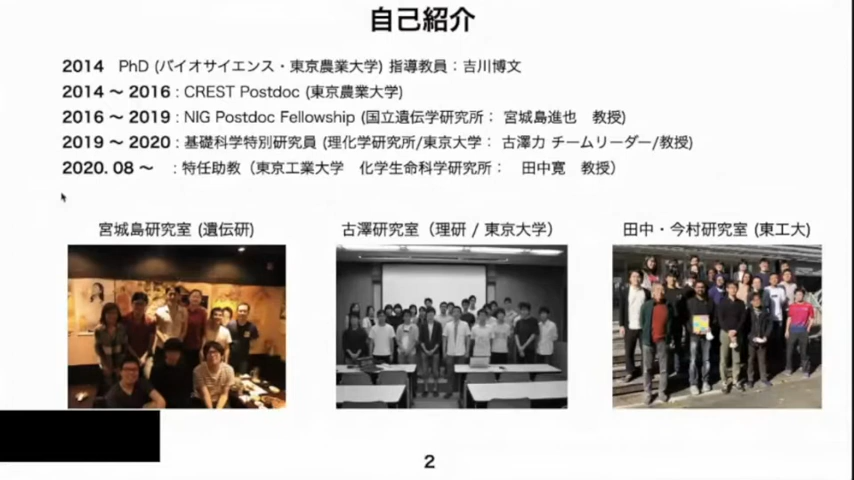 自己紹介
2014 PhD (バイオサイエンス・東京農業大学) 指導教員：吉川博文
2014 〜 2016 : CREST Postdoc (東京農業大学)
2016 〜 2019 : NIG Postdoc Fellowship (国立遺伝学研究所： 宮城島進也 教授)
2019 〜 2020 : 基礎科学特別研究員 (理化学研究所/東京大学： 古澤力 チームリーダー/教授)
2020. 08 〜 : 特任助教（東京工業大学 化学生命科学研究所： 田中寛 教授）
宮城島研究室 (遺伝研)
古澤研究室（理研 / 東京大学）
田中・今村研究室 (東工大)
2